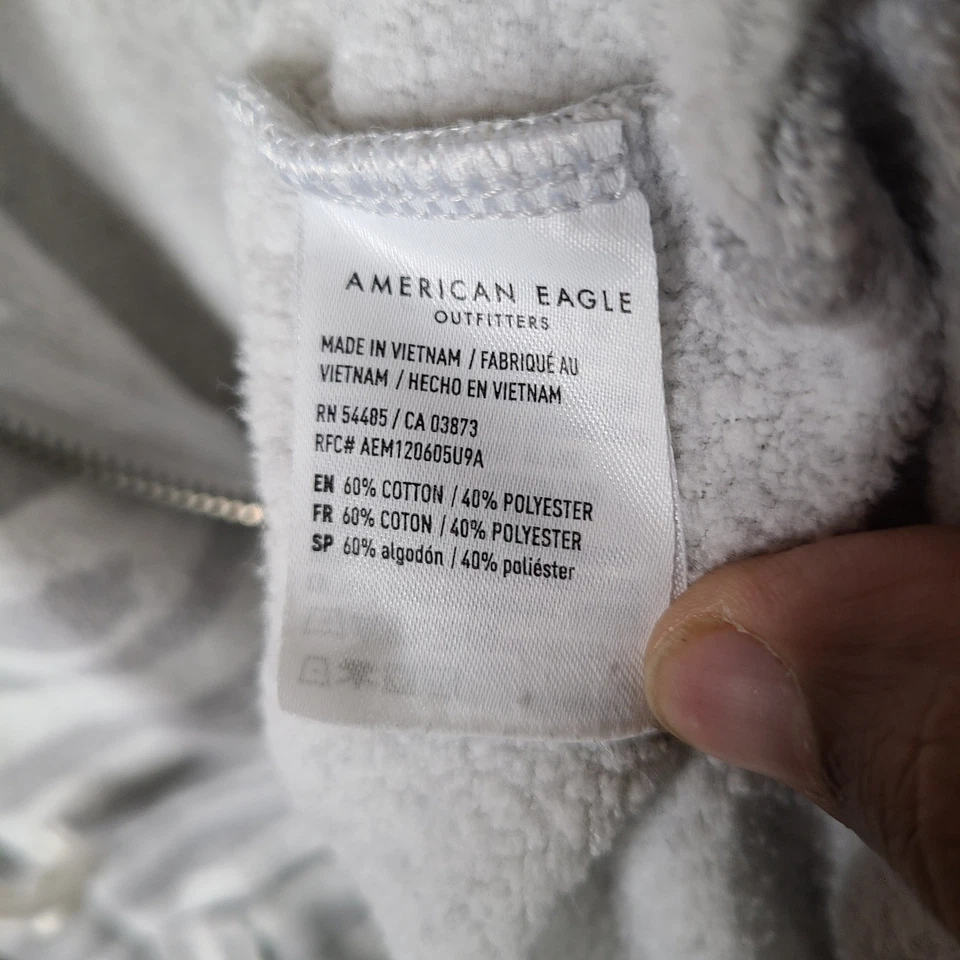 AMERICAN EAGLE
OUTFITTERS
MADE IN VIETNAM / FABRIQUÉ AU
VIETNAM / HECHO EN VIETNAM
RN 54485 / CA 03873
RFC# AEM120605U9A
EN 60% COTTON / 40% POLYESTER
FR 60% COTON / 40% POLYESTER
SP 60% algodón / 40% poliéster